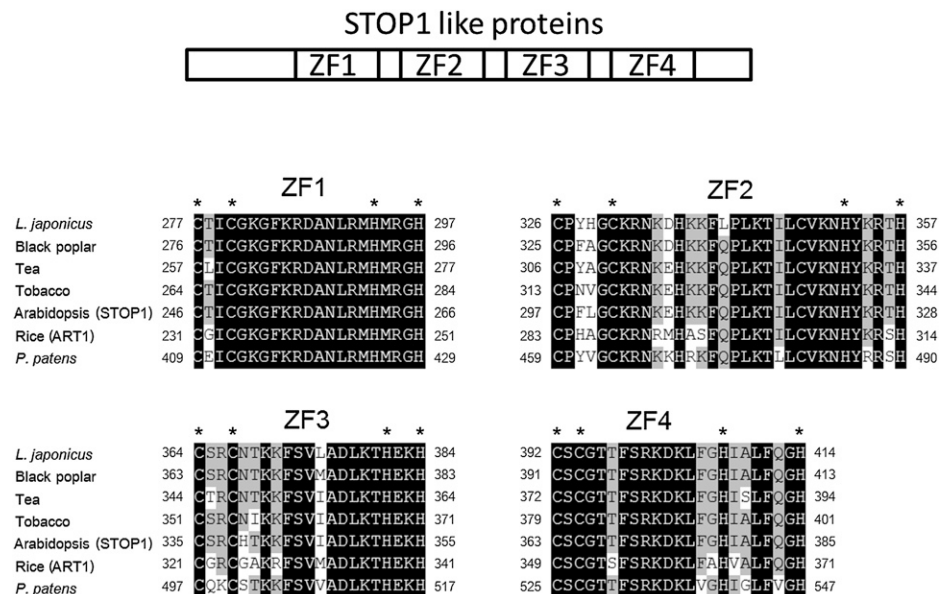 STOP1 like proteins
ZF1 ZF2 ZF3 ZF4
ZF1
* * * *
L. japonicus 277 CTICGKGFKRDANLRMHMRGH 297
Black poplar 276 CTICGKGFKRDANLRMHMRGH 296
Tea 257 CLICGKGFKRDANLRMHMRGH 277
Tobacco 264 CTICGKGFKRDANLRMHMRGH 284
Arabidopsis (STOP1) 246 CTICGKGFKRDANLRMHMRGH 266
Rice (ART1) 231 CGICGKGFKRDANLRMHMRGH 251
P. patens 409 CEICGKGFKRDANLRMHMRGH 429
ZF2
* * * *
326 CPYHGCKRNKDHKKFLPLKTILCVKNHYKRTH 357
325 CPFAGCKRNKEHKKFQPLKTILCVKNHYKRTH 356
306 CPYAGCKRNKEHKKFQPLKTILCVKNHYKRTH 337
313 CPNVGCKRNKEHKKFQPLKTILCVKNHYKRTH 344
297 CPFLGCKRNKEHKKFQPLKTILCVKNHYKRTH 328
283 CPHAGCKRNRMHASFQPLKTILCVKNHYKRSH 314
459 CPYVGCKRNKKHRKFQPLKTLLCVKNHYRRSH 490
ZF3
* * * *
L. japonicus 364 CSRCNTKKFSVLADLKTHEKH 384
Black poplar 363 CSRCNTKKFSVMADLKTHEKH 383
Tea 344 CTRCNTKKFSVIADLKTHEKH 364
Tobacco 351 CSRCNIKKFSVIADLKTHEKH 371
Arabidopsis (STOP1) 335 CSRCHTKKFSVIADLKTHEKH 355
Rice (ART1) 321 CGRCGAKRFSVMADLKTHEKH 341
P. patens 497 CQKCSTKKFSVVADLKTHEKH 517
ZF4
* * * *
392 CSCGTTFSRKDKLFGHIALFQGH 414
391 CSCGTTFSRKDKLFGHIALFQGH 413
372 CSCGTTFSRKDKLFGHISLFQGH 394
379 CSCGTTFSRKDKLFGHIALFQGH 401
363 CSCGTTFSRKDKLFGHIALFQGH 385
349 CSCGTSFSRKDKLFAHVALFQGH 371
525 CSCGTTFSRKDKLVGHIGLFVGH 547